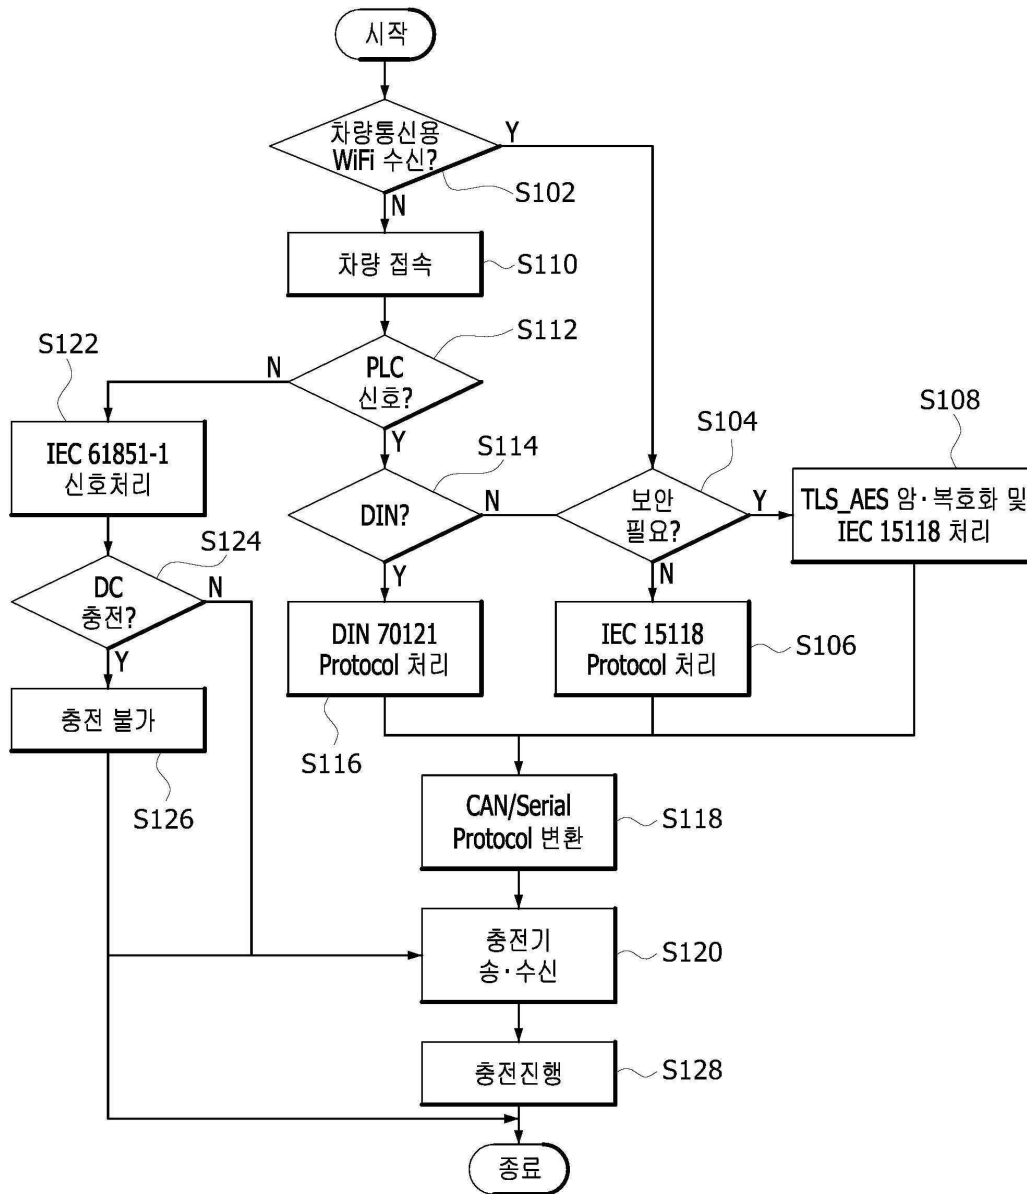 시작
차량통신용
WiFi 수신?
Y
S102
N
차량 접속
S110
S112
S122
N
PLC
신호?
Y
IEC 61851-1
신호처리
S114
DIN?
N
Y
S104
보안
필요?
Y
N
S108
TLS_AES 암·복호화 및
IEC 15118 처리
S124
DC
충전?
N
Y
DIN 70121
Protocol 처리
IEC 15118
Protocol 처리
S106
충전 불가
S116
S126
CAN/Serial
Protocol 변환
S118
충전기
송·수신
S120
충전진행
S128
종료